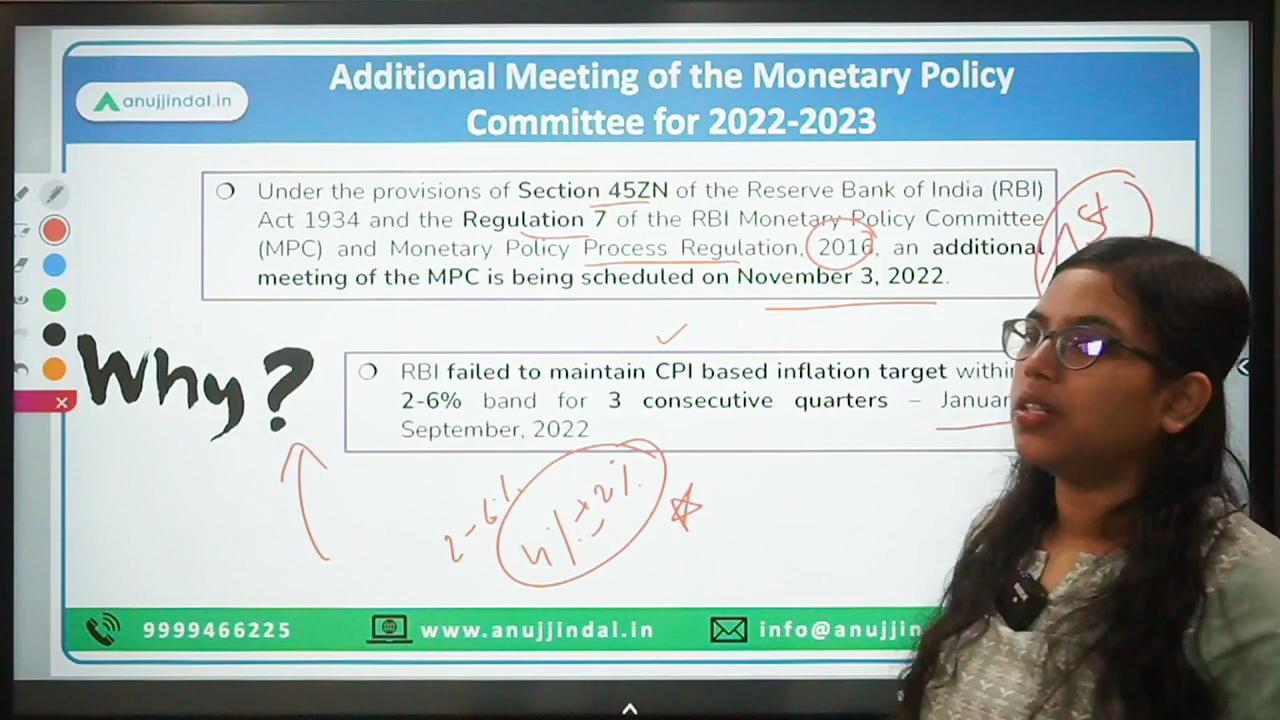 Additional Meeting of the Monetary Policy
Committee for 2022-2023
anujjindal.in
❍ Under the provisions of Section 45ZN of the Reserve Bank of India (RBI)
Act 1934 and the Regulation 7 of the RBI Monetary Policy Committee
(MPC) and Monetary Policy Process Regulation, 2016, an additional
meeting of the MPC is being scheduled on November 3, 2022.
1st
Why?
❍ RBI failed to maintain CPI based inflation target within
2-6% band for 3 consecutive quarters – Januar
September, 2022
2-6%
4% ± 2%
9999466225
www.anujjindal.in
info@anujjin